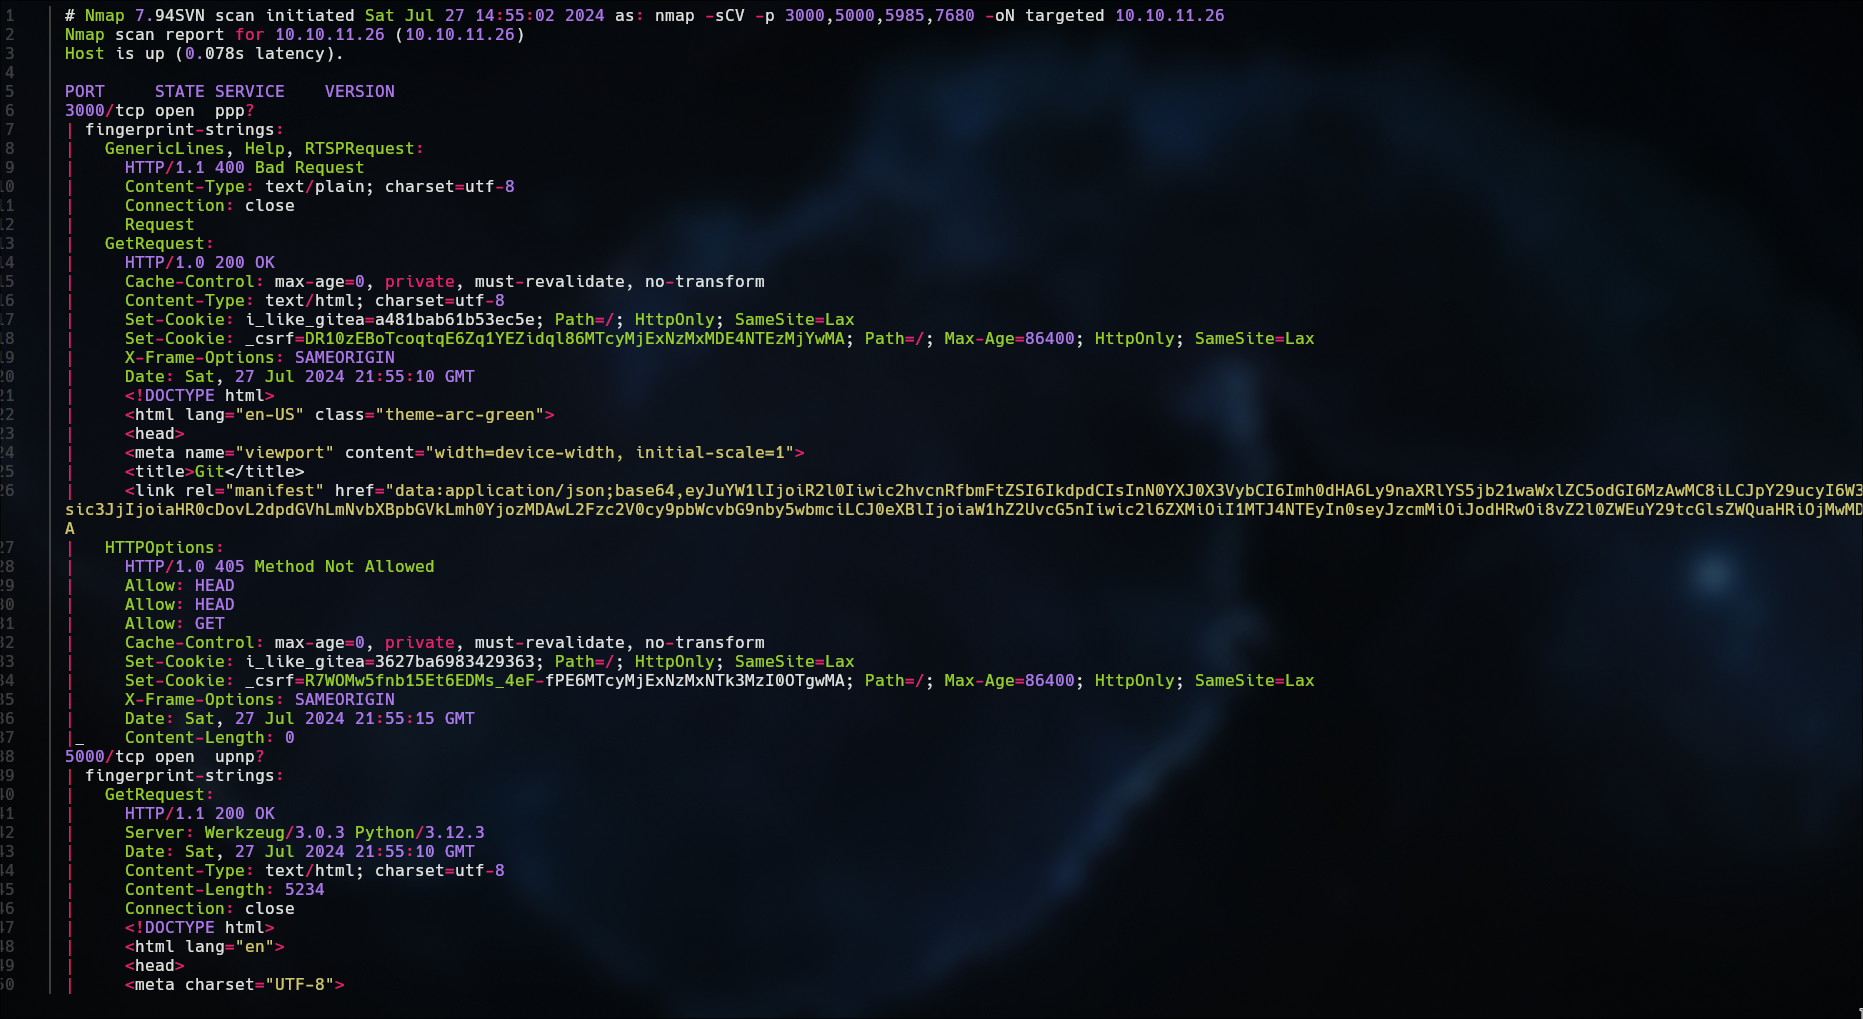 1 # Nmap 7.94SVN scan initiated Sat Jul 27 14:55:02 2024 as: nmap -sCV -p 3000,5000,5985,7680 -oN targeted 10.10.11.26
2 Nmap scan report for 10.10.11.26 (10.10.11.26)
3 Host is up (0.078s latency).
4
5 PORT     STATE SERVICE    VERSION
6 3000/tcp open  ppp?
7 | fingerprint-strings:
8 |   GenericLines, Help, RTSPRequest:
9 |     HTTP/1.1 400 Bad Request
10 |     Content-Type: text/plain; charset=utf-8
11 |     Connection: close
12 |     Request
13 |   GetRequest:
14 |     HTTP/1.0 200 OK
15 |     Cache-Control: max-age=0, private, must-revalidate, no-transform
16 |     Content-Type: text/html; charset=utf-8
17 |     Set-Cookie: i_like_gitea=a481bab61b53ec5e; Path=/; HttpOnly; SameSite=Lax
18 |     Set-Cookie: _csrf=DR10zEBoTcoqtqE6Zq1YEZidql86MTcyMjExNzMxMDE4NTEzMjYwMA; Path=/; Max-Age=86400; HttpOnly; SameSite=Lax
19 |     X-Frame-Options: SAMEORIGIN
20 |     Date: Sat, 27 Jul 2024 21:55:10 GMT
21 |     <!DOCTYPE html>
22 |     <html lang="en-US" class="theme-arc-green">
23 |     <head>
24 |     <meta name="viewport" content="width=device-width, initial-scale=1">
25 |     <title>Git</title>
26 |     <link rel="manifest" href="data:application/json;base64,eyJuYW1lIjoiR2l0Iiwic2hvcnRfbmFtZSI6IkdpdCIsInN0YXJ0X3VybCI6Imh0dHA6Ly9naXRlYS5jb21waWxlZC5odGI6MzAwMC8iLCJpY29ucyI6W3
sic3JjIjoiaHR0cDovL2dpdGVhLmNvbXBpbGVkLmh0YjozMDAwL2Fzc2V0cy9pbWcvbG9nby5wbmciLCJ0eXBlIjoiaW1hZ2UvcG5nIiwic2l6ZXMiOiI1MTJ4NTEyIn0seyJzcmMiOiJodHRwOi8vZ2l0ZWEuY29tcGlsZWQuaHRiOjMwMD
A
27 |   HTTPOptions:
28 |     HTTP/1.0 405 Method Not Allowed
29 |     Allow: HEAD
30 |     Allow: HEAD
31 |     Allow: GET
32 |     Cache-Control: max-age=0, private, must-revalidate, no-transform
33 |     Set-Cookie: i_like_gitea=3627ba6983429363; Path=/; HttpOnly; SameSite=Lax
34 |     Set-Cookie: _csrf=R7WOMw5fnb15Et6EDMs_4eF-fPE6MTcyMjExNzMxNTk3MzI0OTgwMA; Path=/; Max-Age=86400; HttpOnly; SameSite=Lax
35 |     X-Frame-Options: SAMEORIGIN
36 |     Date: Sat, 27 Jul 2024 21:55:15 GMT
37 |_    Content-Length: 0
38 5000/tcp open  upnp?
39 | fingerprint-strings:
40 |   GetRequest:
41 |     HTTP/1.1 200 OK
42 |     Server: Werkzeug/3.0.3 Python/3.12.3
43 |     Date: Sat, 27 Jul 2024 21:55:10 GMT
44 |     Content-Type: text/html; charset=utf-8
45 |     Content-Length: 5234
46 |     Connection: close
47 |     <!DOCTYPE html>
48 |     <html lang="en">
49 |     <head>
50 |     <meta charset="UTF-8">